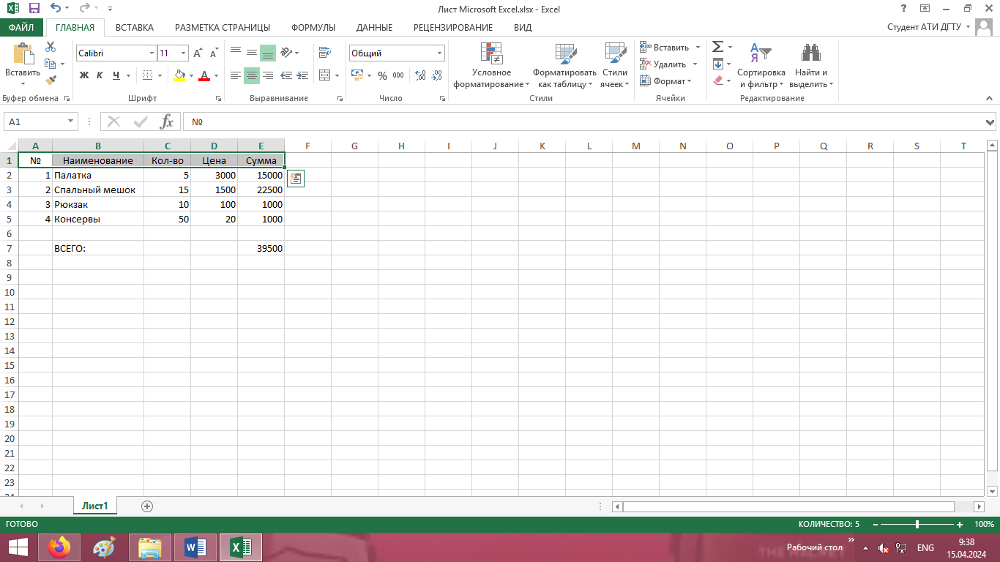 Лист Microsoft Excel.xlsx - Excel
ФАЙЛ ГЛАВНАЯ ВСТАВКА РАЗМЕТКА СТРАНИЦЫ ФОРМУЛЫ ДАННЫЕ РЕЦЕНЗИРОВАНИЕ ВИД Студент АТИ ДГТУ
Вставить
Calibri 11
Ж К Ч
А
Общий
% 000
Условное форматирование
Форматировать как таблицу
Стили ячеек
Вставить
Удалить
Формат
Сортировка и фильтр
Найти и выделить
Буфер обмена Шрифт Выравнивание Число Стили Ячейки Редактирование
A1 fx №
A B C D E F G H I J K L M N O P Q R S T
1 № Наименование Кол-во Цена Сумма
2 1 Палатка 5 3000 15000
3 2 Спальный мешок 15 1500 22500
4 3 Рюкзак 10 100 1000
5 4 Консервы 50 20 1000
6
7 ВСЕГО: 39500
8
9
10
11
12
13
14
15
16
17
18
19
20
21
22
23
24
Лист1
ГОТОВО КОЛИЧЕСТВО: 5 100%
Рабочий стол ENG 9:38
15.04.2024